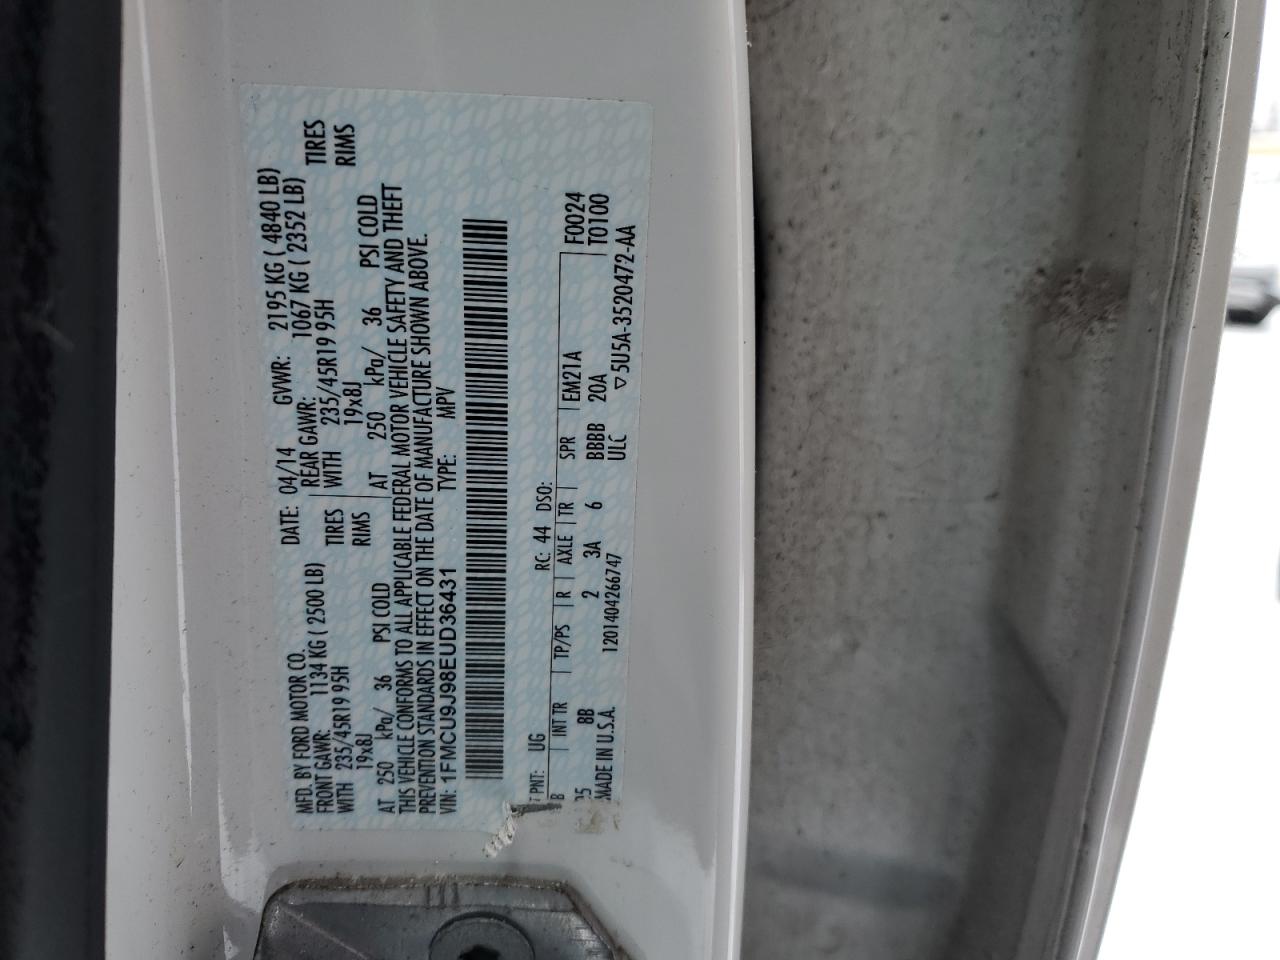 MFD. BY FORD MOTOR CO. DATE: 04/14 GVWR: 2195 KG ( 4840 LB)
FRONT GAWR: 1134 KG ( 2500 LB) REAR GAWR: 1067 KG ( 2352 LB)
WITH 235/45R19 95H TIRES WITH 235/45R19 95H TIRES
19x8J RIMS 19x8J RIMS
AT 250 kPa/ 36 PSI COLD AT 250 kPa/ 36 PSI COLD
THIS VEHICLE CONFORMS TO ALL APPLICABLE FEDERAL MOTOR VEHICLE SAFETY AND THEFT
PREVENTION STANDARDS IN EFFECT ON THE DATE OF MANUFACTURE SHOWN ABOVE.
VIN: 1FMCU9J98EUD36431 TYPE: MPV
T PNT: UG RC: 44 DSO: F0024
B INT TR TP/PS R AXLE TR SPR EM21A T0100
35 8B 2 3A 6 BBBB 20A
MADE IN U.S.A. 1201404266747 ULC ▽5U5A-3520472-AA